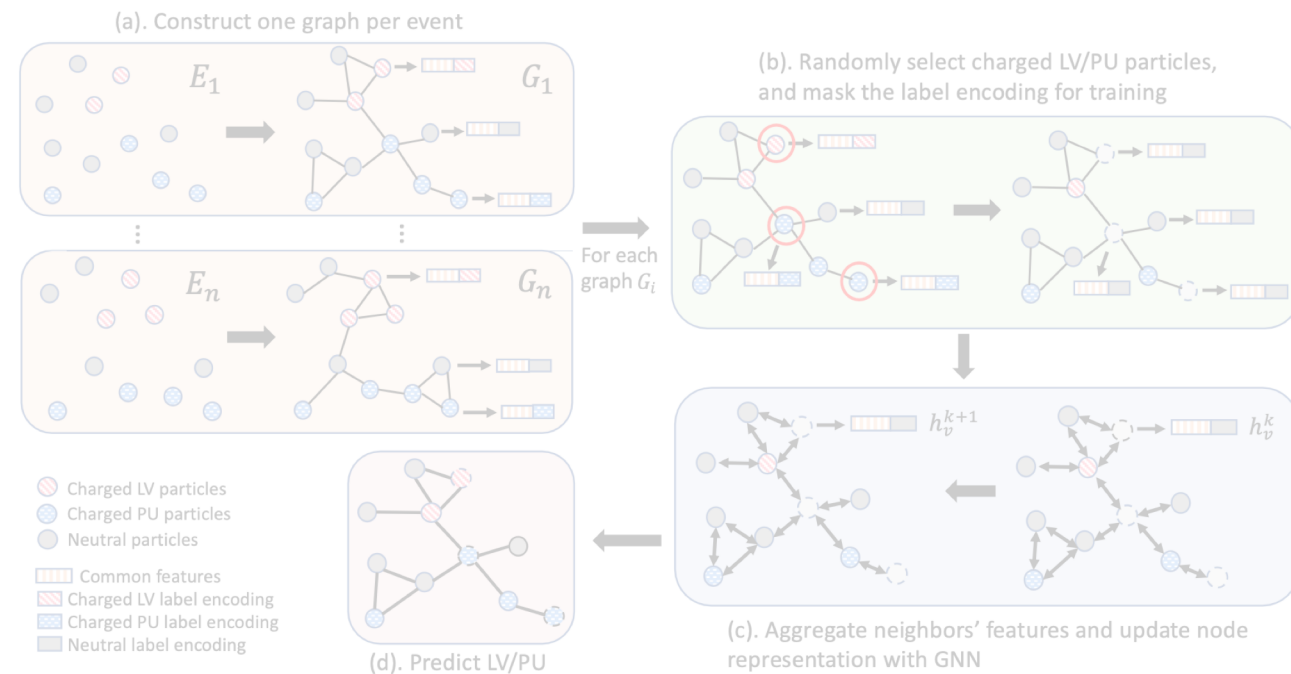 (a). Construct one graph per event
E₁
G₁
⋮
⋮
Eₙ
Gₙ
For each
graph Gᵢ
(b). Randomly select charged LV/PU particles,
and mask the label encoding for training
h_v^{k+1}
h_v^k
(c). Aggregate neighbors' features and update node
representation with GNN
(d). Predict LV/PU
Charged LV particles
Charged PU particles
Neutral particles
Common features
Charged LV label encoding
Charged PU label encoding
Neutral label encoding